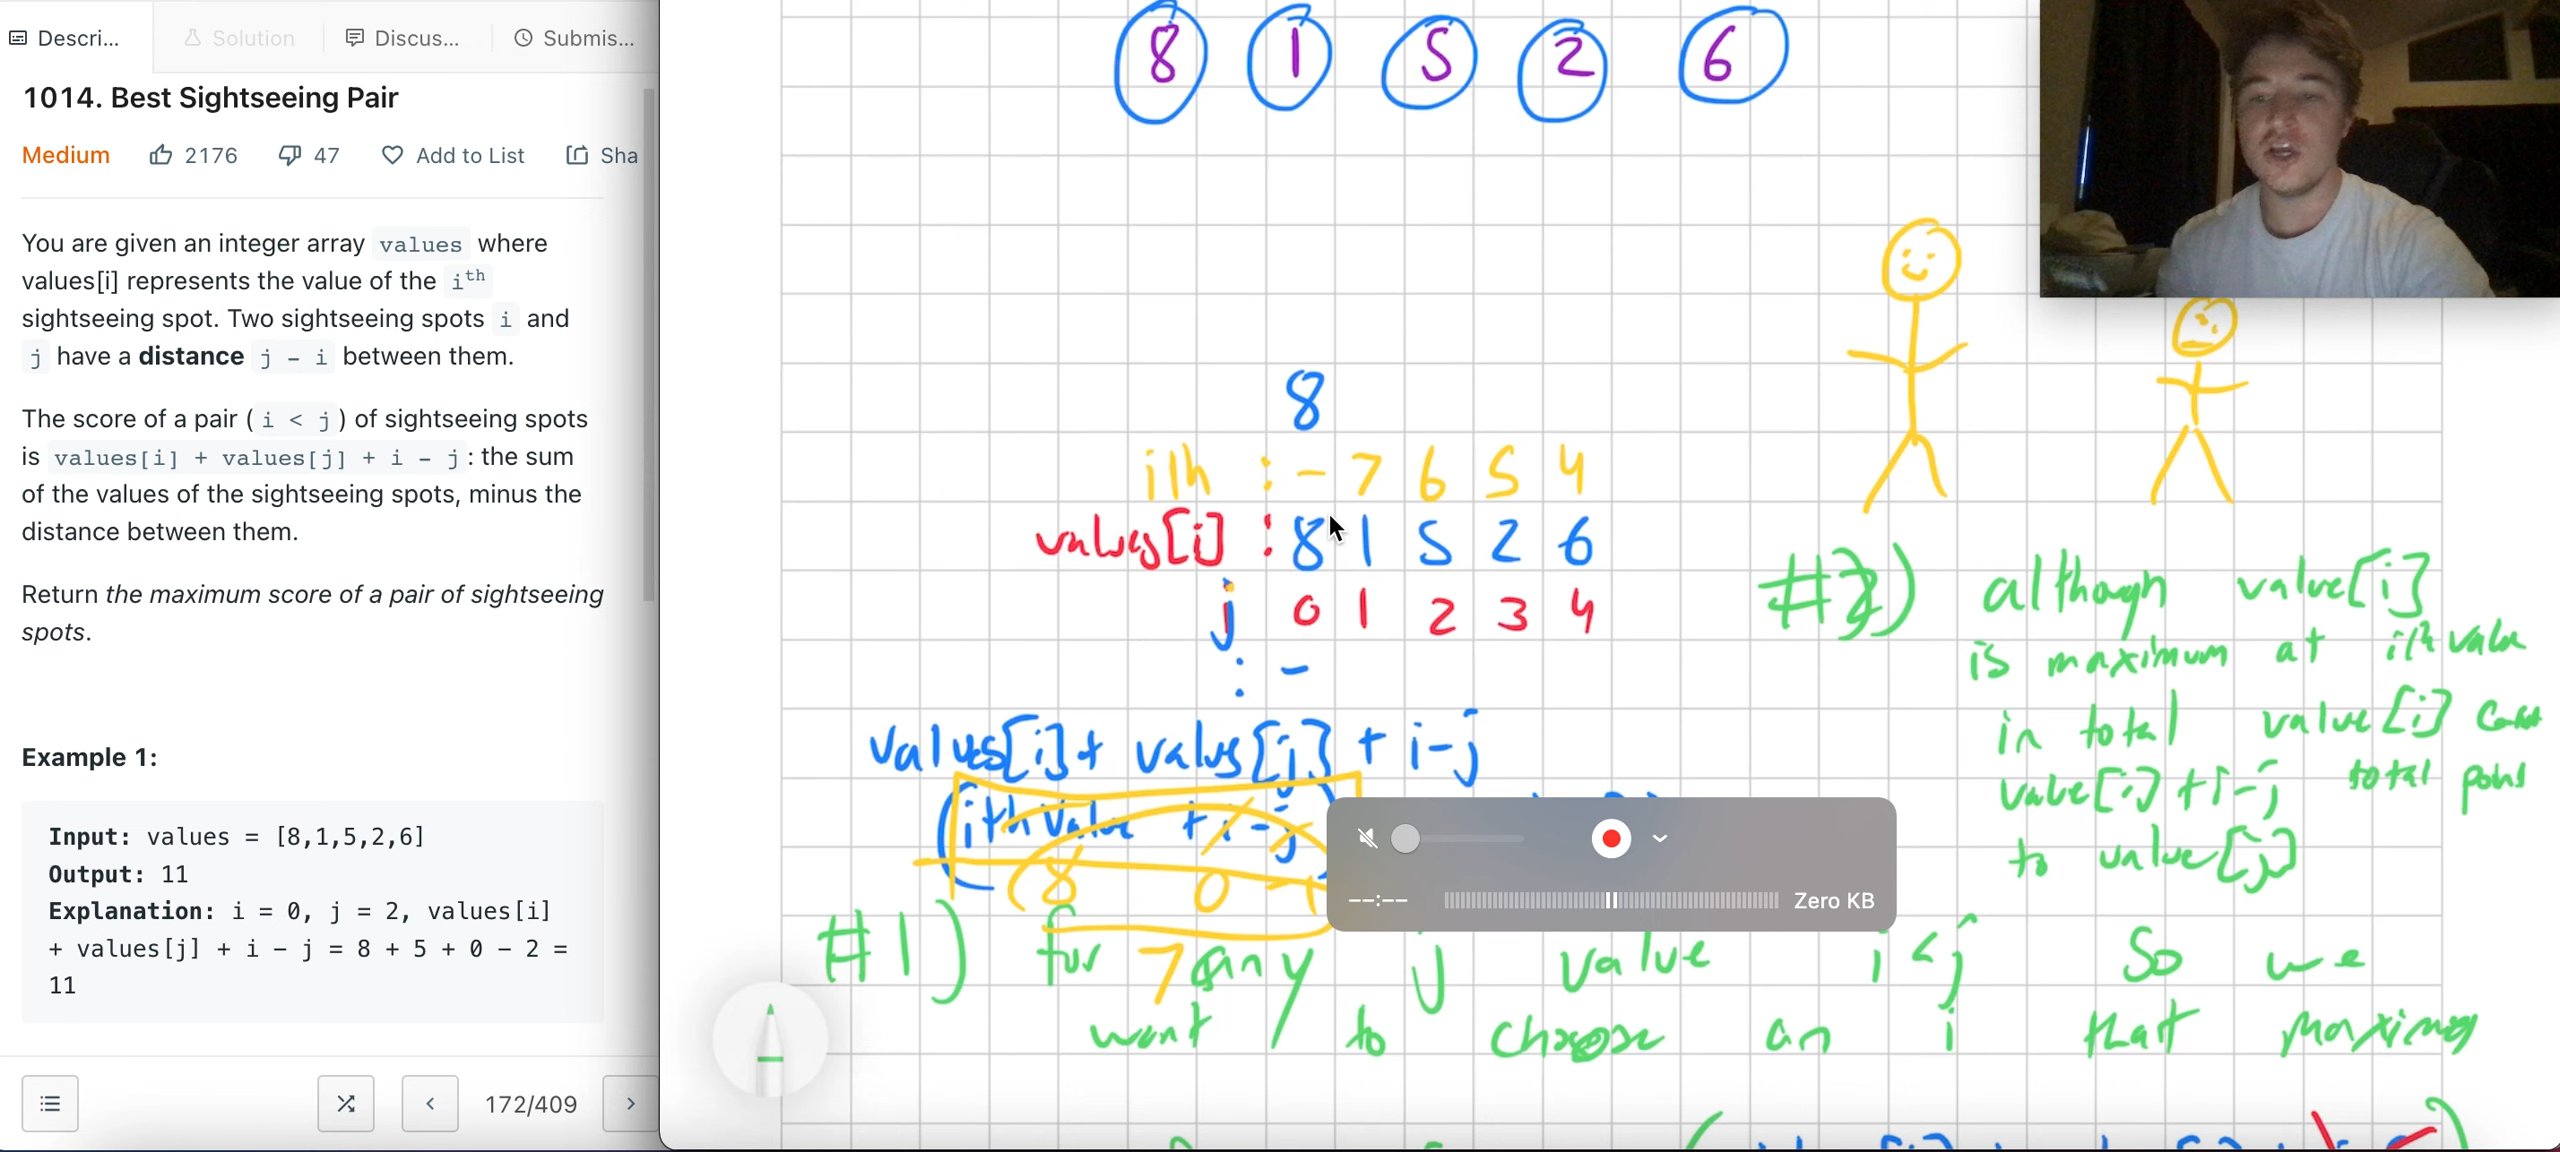 Descri...
Solution
Discus...
Submis...
1014. Best Sightseeing Pair
Medium 2176 47 Add to List Sha
You are given an integer array values where
values[i] represents the value of the ith
sightseeing spot. Two sightseeing spots i and
j have a distance j - i between them.
The score of a pair (i < j) of sightseeing spots
is values[i] + values[j] + i - j: the sum
of the values of the sightseeing spots, minus the
distance between them.
Return the maximum score of a pair of sightseeing
spots.
Example 1:
Input: values = [8,1,5,2,6]
Output: 11
Explanation: i = 0, j = 2, values[i]
+ values[j] + i - j = 8 + 5 + 0 - 2 =
11
172/409
8 1 5 2 6
8
ith : - 7 6 5 4
values[i] : 8 1 5 2 6
j 0 1 2 3 4
: -
values[i] + values[j] + i-j
(ith value + i - j
(8 0 -1
7
#1) for any j value i < j So we
want to choose an i that
#2) although value[i]
is maximum at ith value
in total value[i]
value[i] + i-j total
to value[j]
--:--
Zero KB